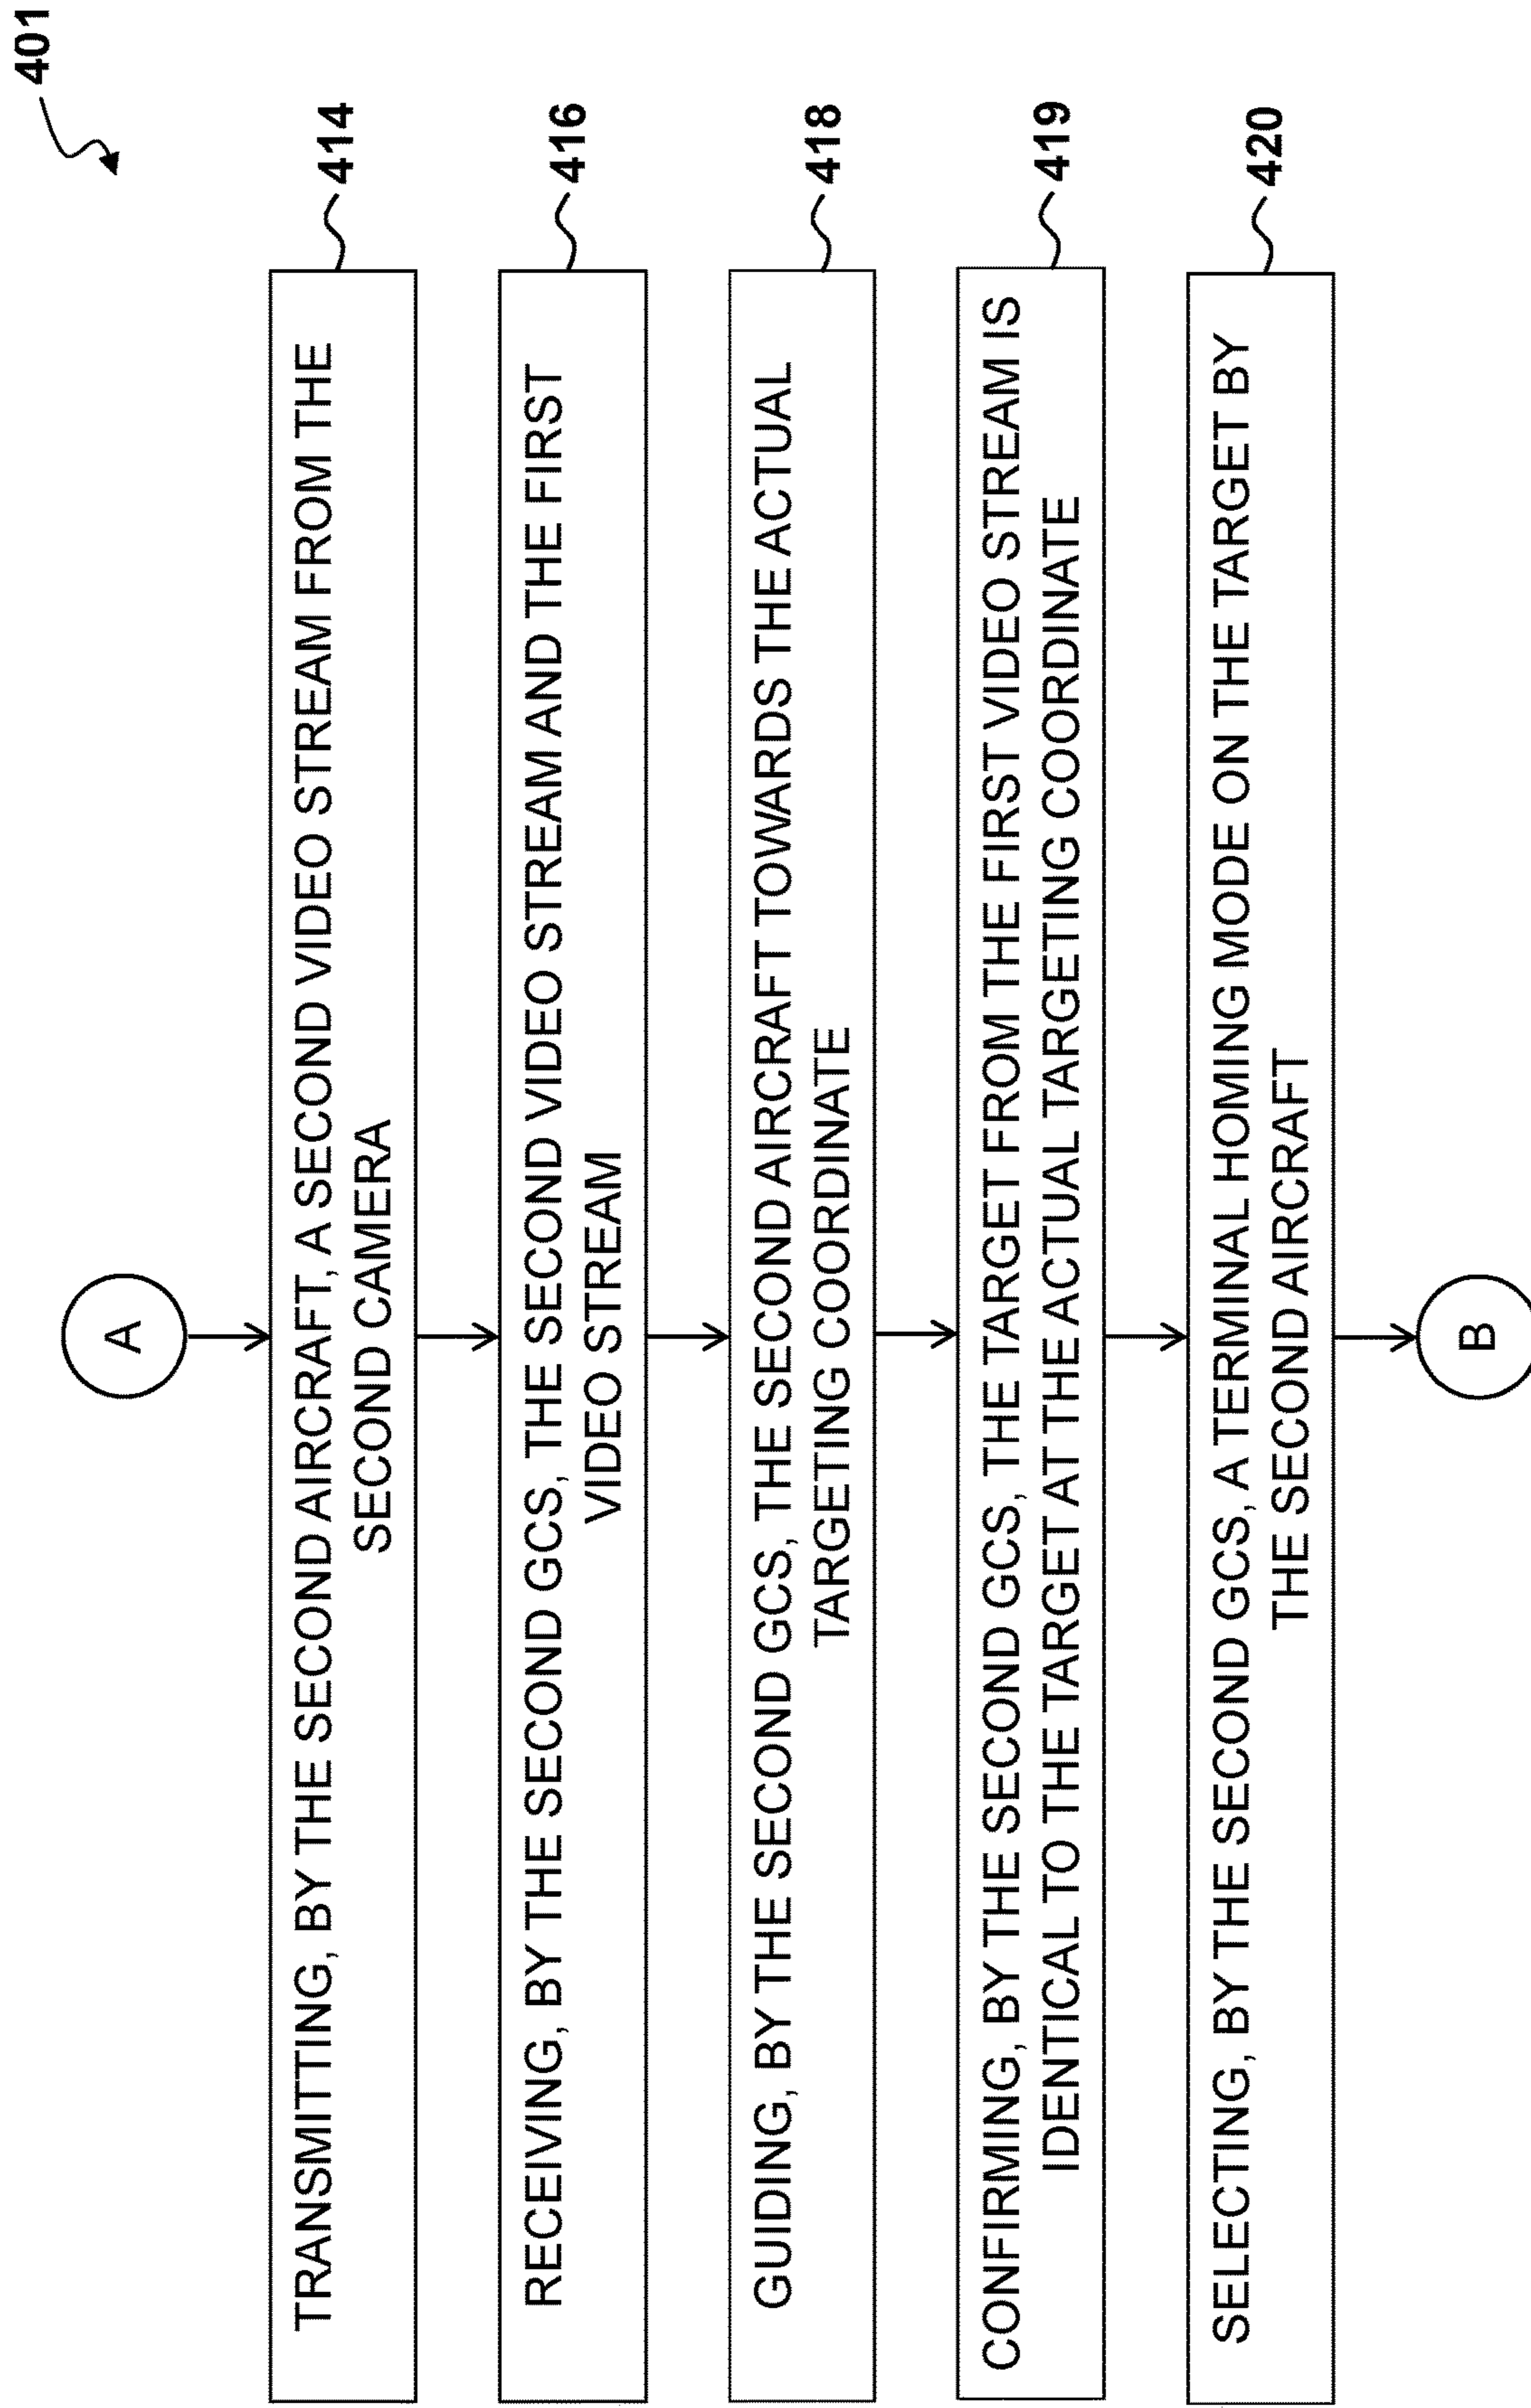 401
A
TRANSMITTING, BY THE SECOND AIRCRAFT, A SECOND VIDEO STREAM FROM THE
SECOND CAMERA
414
RECEIVING, BY THE SECOND GCS, THE SECOND VIDEO STREAM AND THE FIRST
VIDEO STREAM
416
GUIDING, BY THE SECOND GCS, THE SECOND AIRCRAFT TOWARDS THE ACTUAL
TARGETING COORDINATE
418
CONFIRMING, BY THE SECOND GCS, THE TARGET FROM THE FIRST VIDEO STREAM IS
IDENTICAL TO THE TARGET AT THE ACTUAL TARGETING COORDINATE
419
SELECTING, BY THE SECOND GCS, A TERMINAL HOMING MODE ON THE TARGET BY
THE SECOND AIRCRAFT
420
B